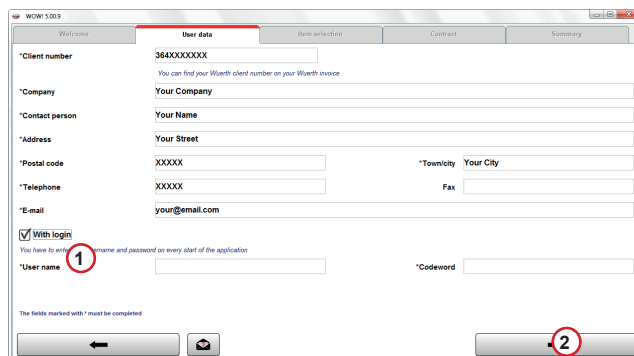 WOW! 5.00.9
Welcome User data Item selection Contract Summary
*Client number 364XXXXXXX
You can find your Wuerth client number on your Wuerth invoice
*Company Your Company
*Contact person Your Name
*Address Your Street
*Postal code XXXXX *Town/city Your City
*Telephone XXXXX Fax
*E-mail your@email.com
With login
1
You have to enter username and password on every start of the application
*User name *Codeword
The fields marked with * must be completed
2